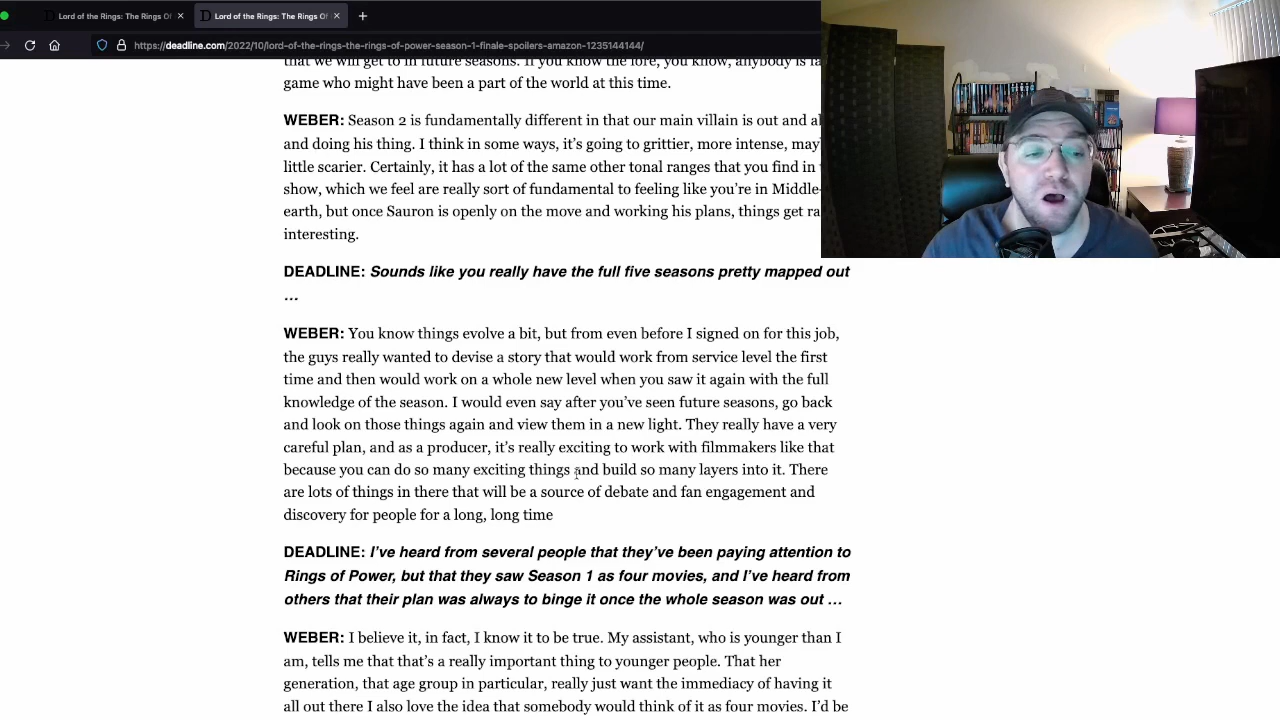 Lord of the Rings: The Rings Of
Lord of the Rings: The Rings Of
https://deadline.com/2022/10/lord-of-the-rings-the-rings-of-power-season-1-finale-spoilers-amazon-1235144144/
that we will get to in future seasons. If you know the lore, you know, anybody is
game who might have been a part of the world at this time.
WEBER: Season 2 is fundamentally different in that our main villain is out and
and doing his thing. I think in some ways, it's going to grittier, more intense,
little scarier. Certainly, it has a lot of the same other tonal ranges that you find in
show, which we feel are really sort of fundamental to feeling like you're in Middle-
earth, but once Sauron is openly on the move and working his plans, things get
interesting.
DEADLINE: Sounds like you really have the full five seasons pretty mapped out
…
WEBER: You know things evolve a bit, but from even before I signed on for this job,
the guys really wanted to devise a story that would work from service level the first
time and then would work on a whole new level when you saw it again with the full
knowledge of the season. I would even say after you've seen future seasons, go back
and look on those things again and view them in a new light. They really have a very
careful plan, and as a producer, it's really exciting to work with filmmakers like that
because you can do so many exciting things and build so many layers into it. There
are lots of things in there that will be a source of debate and fan engagement and
discovery for people for a long, long time
DEADLINE: I've heard from several people that they've been paying attention to
Rings of Power, but that they saw Season 1 as four movies, and I've heard from
others that their plan was always to binge it once the whole season was out …
WEBER: I believe it, in fact, I know it to be true. My assistant, who is younger than I
am, tells me that that's a really important thing to younger people. That her
generation, that age group in particular, really just want the immediacy of having it
all out there I also love the idea that somebody would think of it as four movies. I'd be